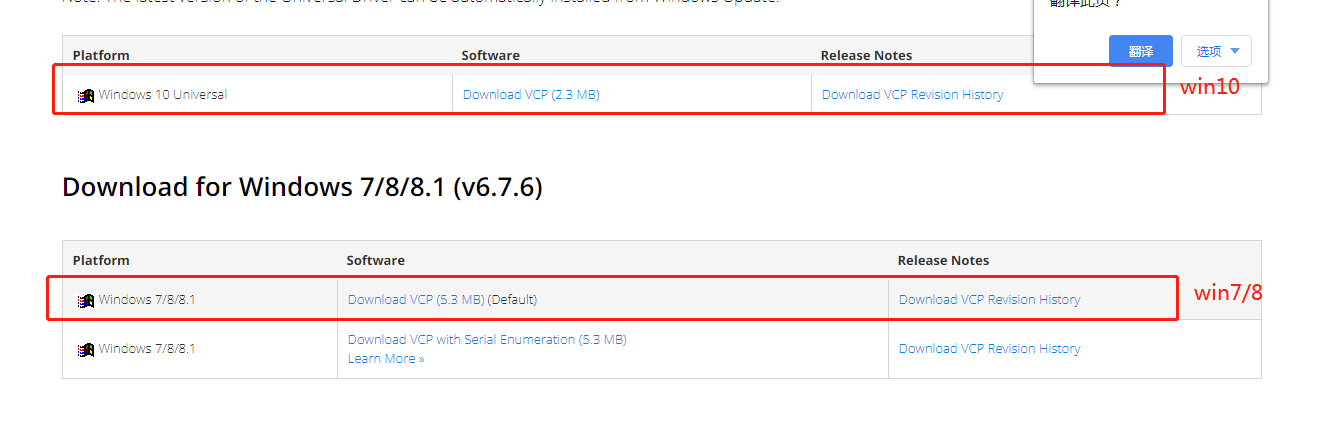 Note: The latest version of the Universal Driver can be automatically installed from Windows Update.
翻译此页？
翻译 选项
Platform Software Release Notes
Windows 10 Universal Download VCP (2.3 MB) Download VCP Revision History
win10
Download for Windows 7/8/8.1 (v6.7.6)
Platform Software Release Notes
Windows 7/8/8.1 Download VCP (5.3 MB) (Default) Download VCP Revision History
win7/8
Windows 7/8/8.1 Download VCP with Serial Enumeration (5.3 MB) Download VCP Revision History
Learn More »